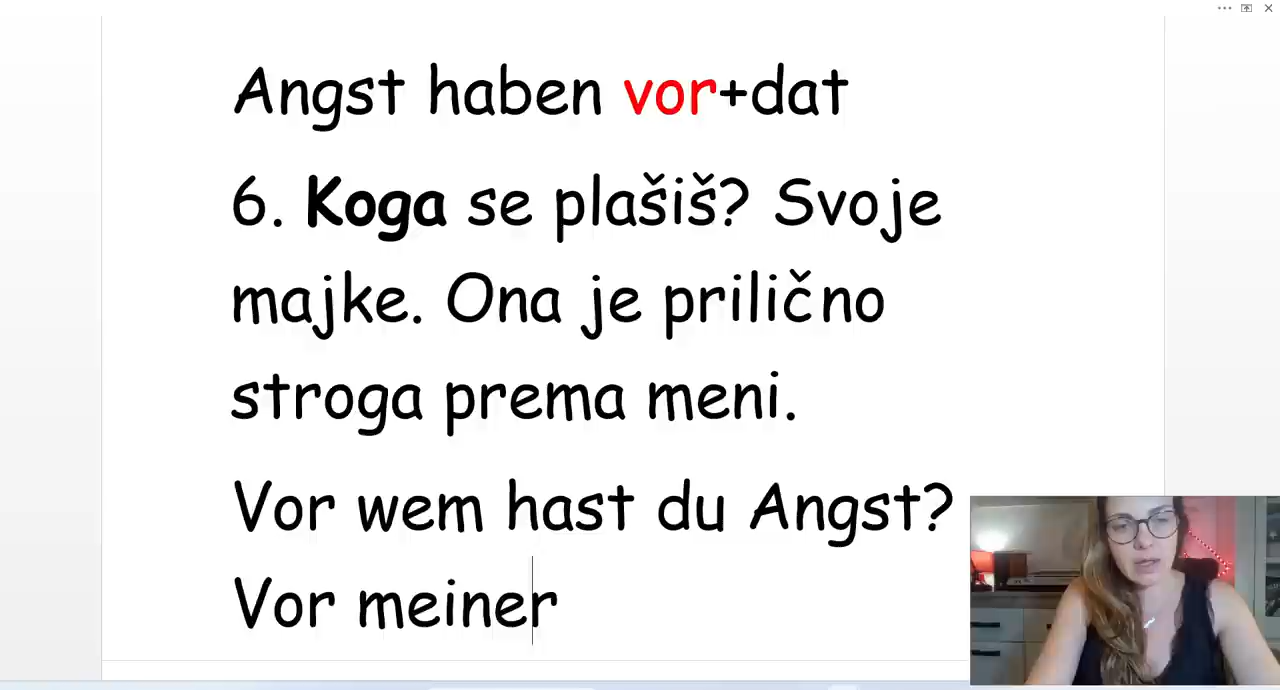 Angst haben vor+dat
6. Koga se plašiš? Svoje
majke. Ona je prilično
stroga prema meni.
Vor wem hast du Angst?
Vor meiner